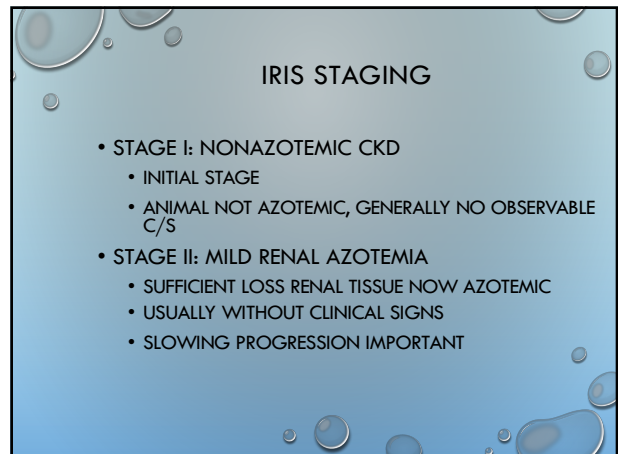 IRIS STAGING
• STAGE I: NONAZOTEMIC CKD
• INITIAL STAGE
• ANIMAL NOT AZOTEMIC, GENERALLY NO OBSERVABLE
C/S
• STAGE II: MILD RENAL AZOTEMIA
• SUFFICIENT LOSS RENAL TISSUE NOW AZOTEMIC
• USUALLY WITHOUT CLINICAL SIGNS
• SLOWING PROGRESSION IMPORTANT